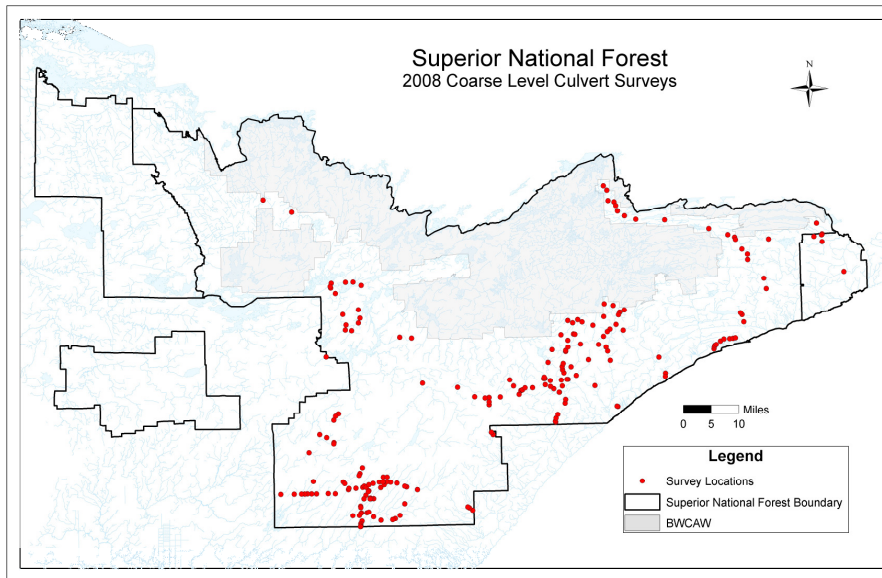 Superior National Forest
2008 Coarse Level Culvert Surveys
N
Miles
0 5 10
Legend
Survey Locations
Superior National Forest Boundary
BWCAW